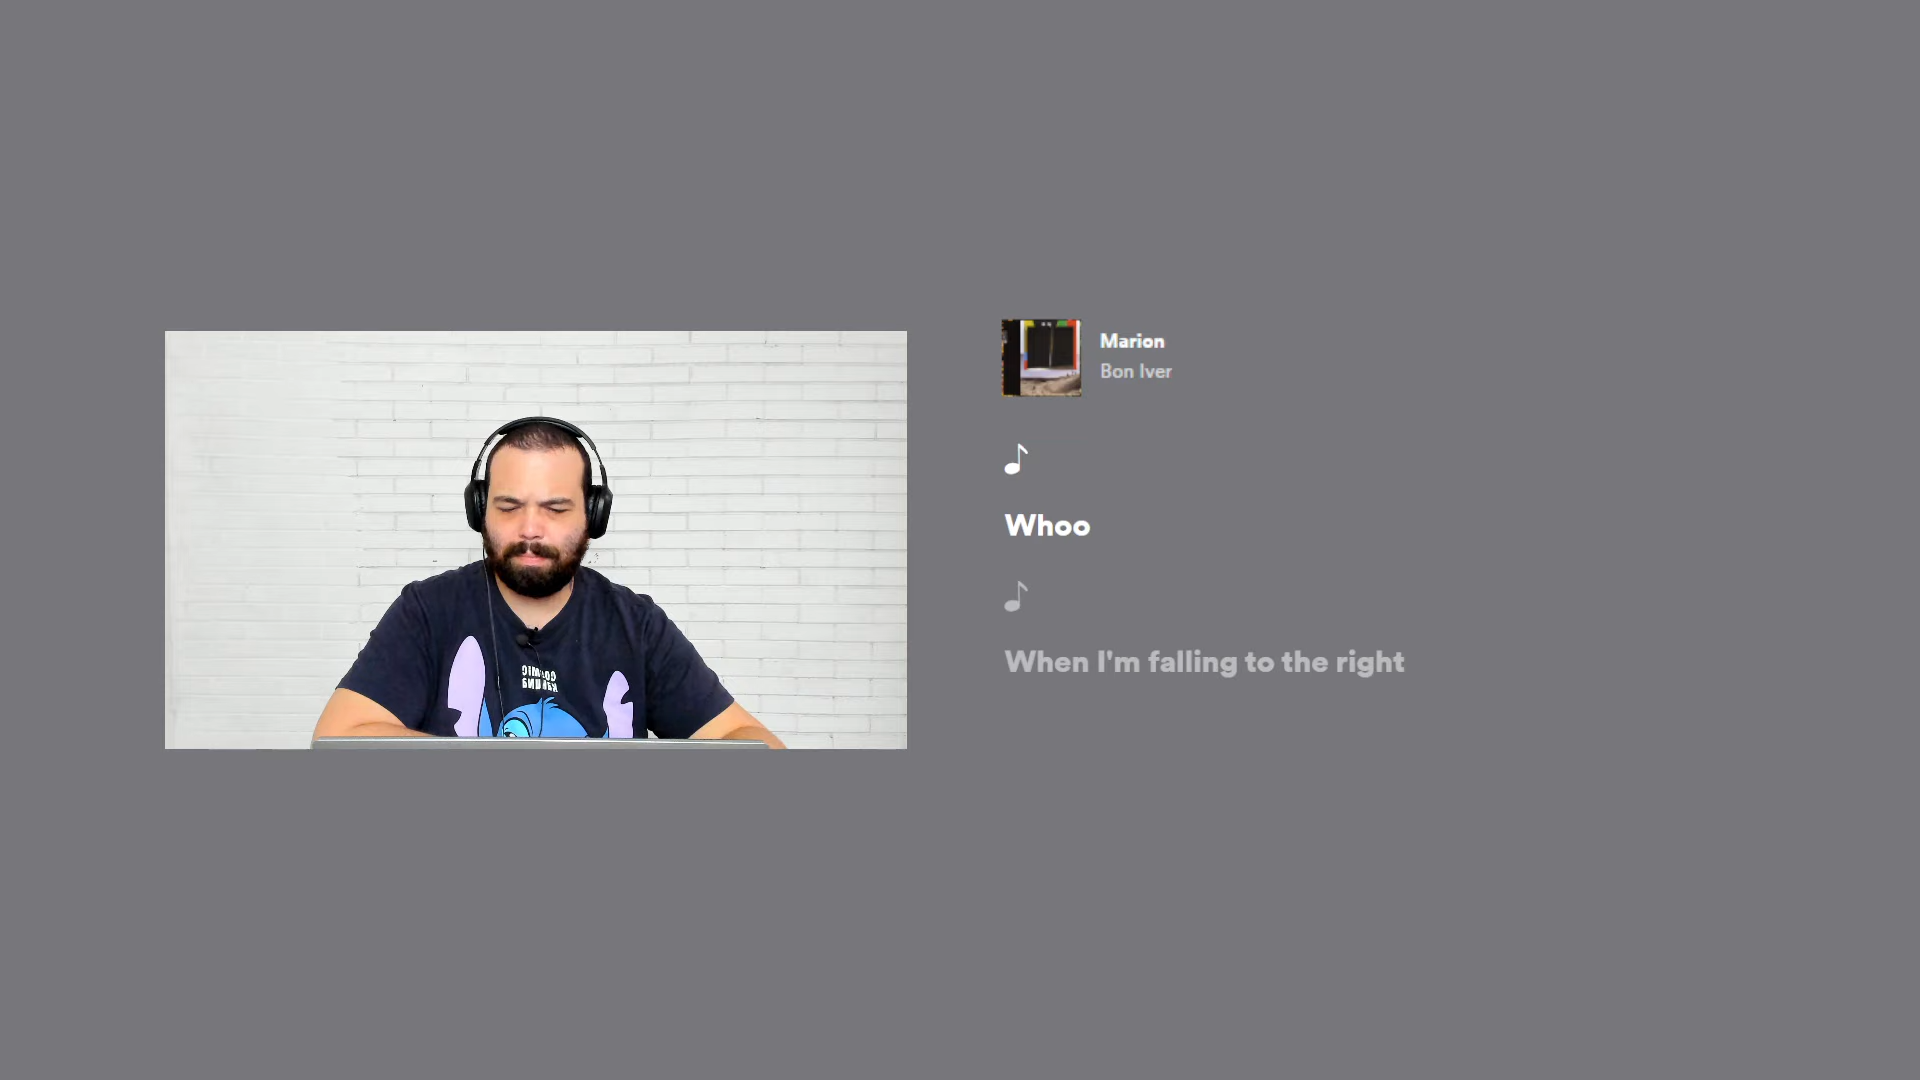 Marion
Bon Iver
Whoo
When I'm falling to the right